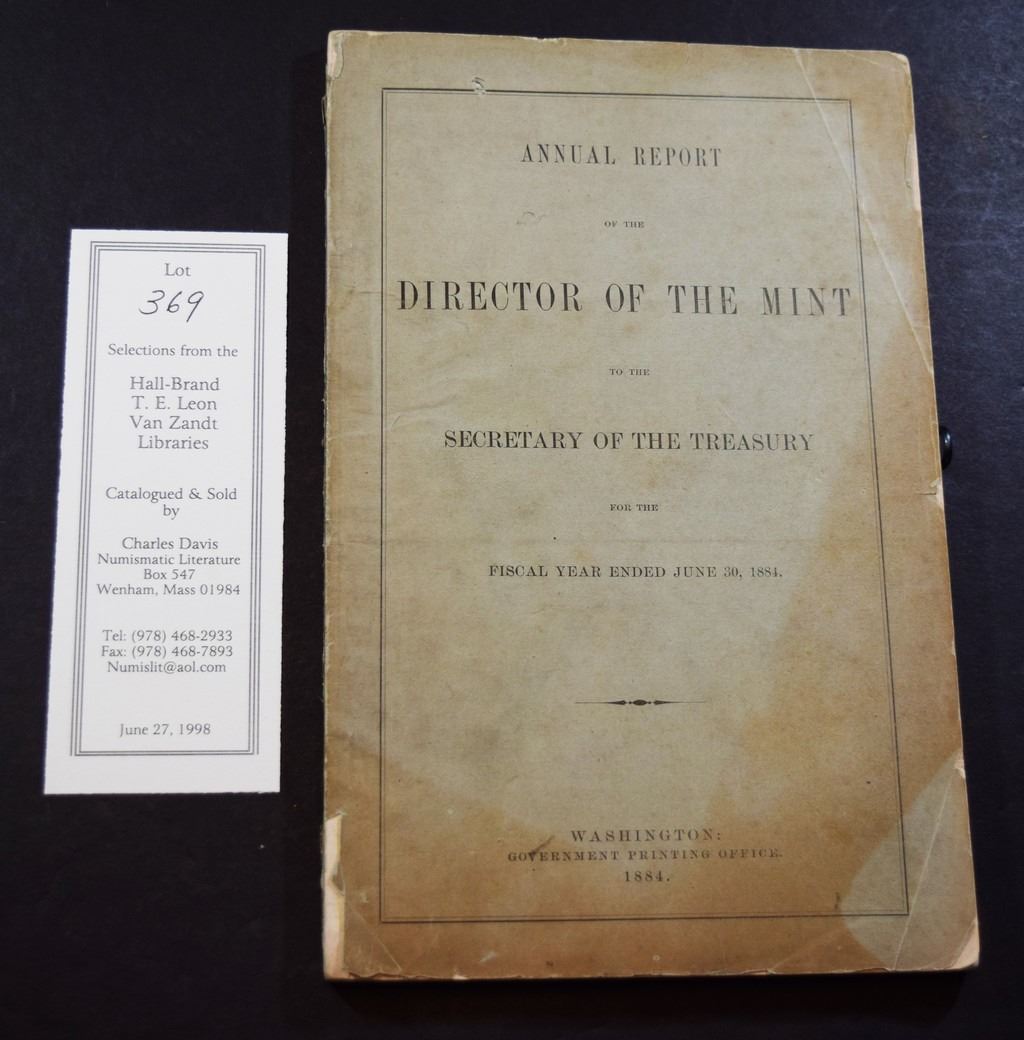 Lot
369
Selections from the
Hall-Brand
T. E. Leon
Van Zandt
Libraries
Catalogued & Sold
by
Charles Davis
Numismatic Literature
Box 547
Wenham, Mass 01984
Tel: (978) 468-2933
Fax: (978) 468-7893
Numislit@aol.com
June 27, 1998
ANNUAL REPORT
OF THE
DIRECTOR OF THE MINT
TO THE
SECRETARY OF THE TREASURY
FOR THE
FISCAL YEAR ENDED JUNE 30, 1884.
WASHINGTON:
GOVERNMENT PRINTING OFFICE.
1884.